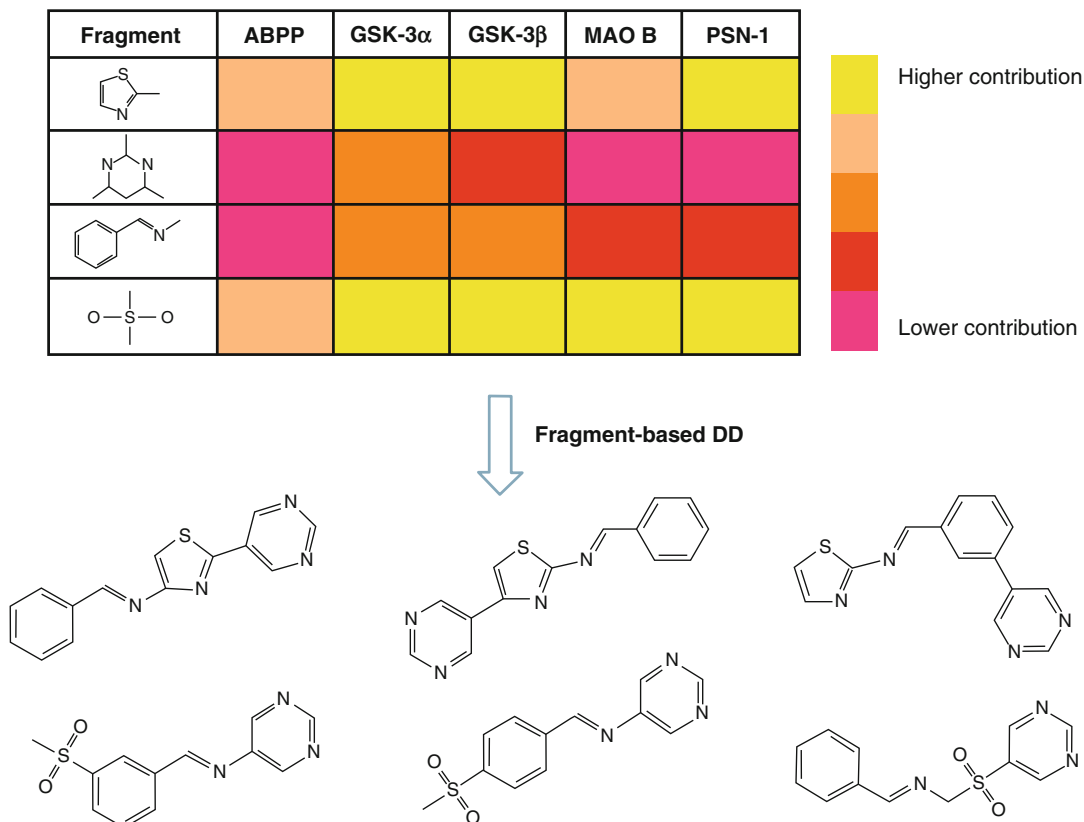 Fragment ABPP GSK-3α GSK-3β MAO B PSN-1
Higher contribution
S
N
N N
N
O S O
Lower contribution
Fragment-based DD
N
S
N
N
N
S
N
N
N
N
S
N
N
N
N
O
S
O
N
N
N
S
O
O
N
N
N
N
O
S
O
N
N